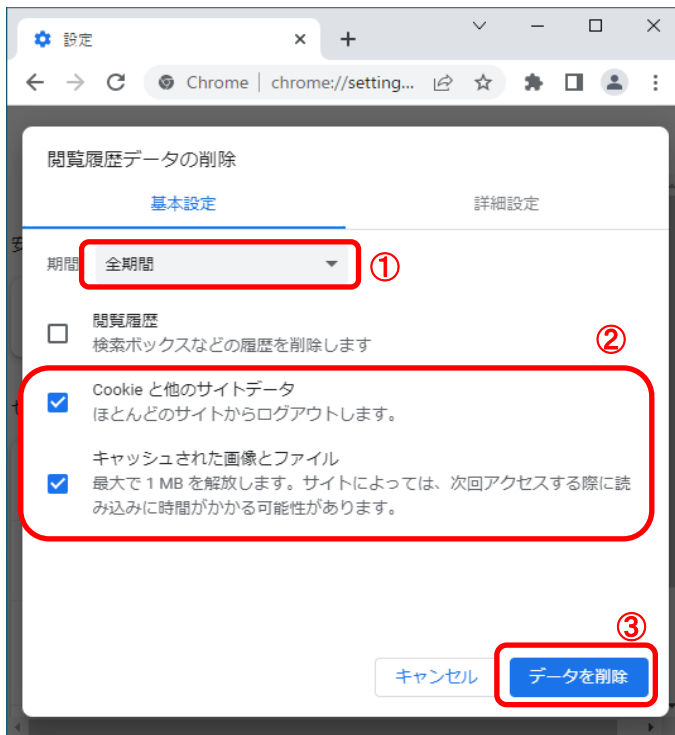 設定
Chrome | chrome://setting...
閲覧履歴データの削除
基本設定 詳細設定
期間 全期間 ①
閲覧履歴
検索ボックスなどの履歴を削除します
②
Cookie と他のサイトデータ
ほとんどのサイトからログアウトします。
キャッシュされた画像とファイル
最大で 1 MB を解放します。サイトによっては、次回アクセスする際に読
み込みに時間がかかる可能性があります。
③
キャンセル データを削除